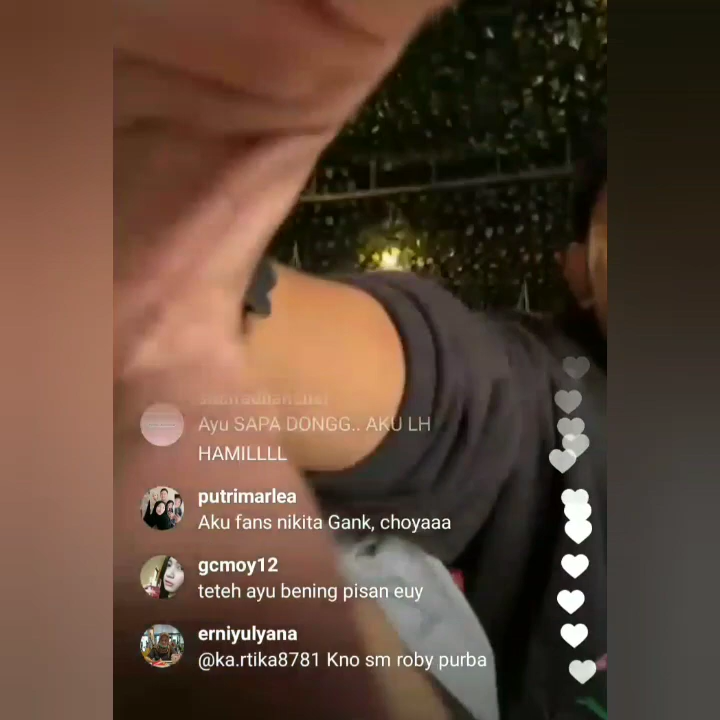 Ayu SAPA DONGG.. AKU LH
HAMILLLL
putrimarlea
Aku fans nikita Gank, choyaaa
gcmoy12
teteh ayu bening pisan euy
erniyulyana
@ka.rtika8781 Kno sm roby purba